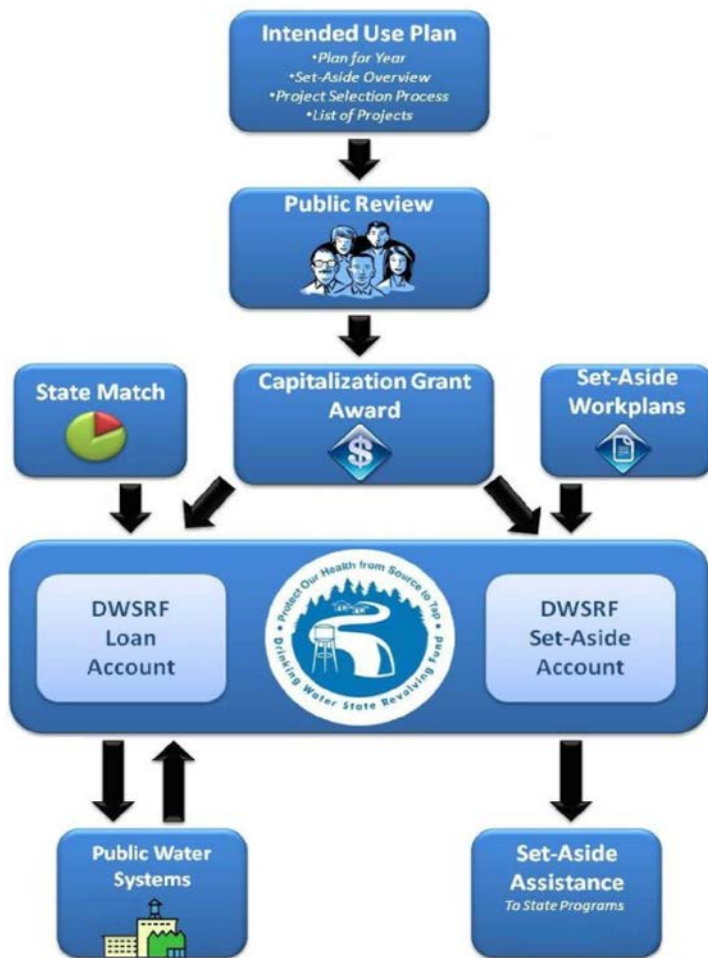 Intended Use Plan
•Plan for Year
•Set-Aside Overview
•Project Selection Process
•List of Projects
Public Review
State Match
Capitalization Grant
Award
$
Set-Aside
Workplans
DWSRF
Loan
Account
• Protect Our Health from Source to Tap •
Drinking Water State Revolving Fund
DWSRF
Set-Aside
Account
Public Water
Systems
Set-Aside
Assistance
To State Programs